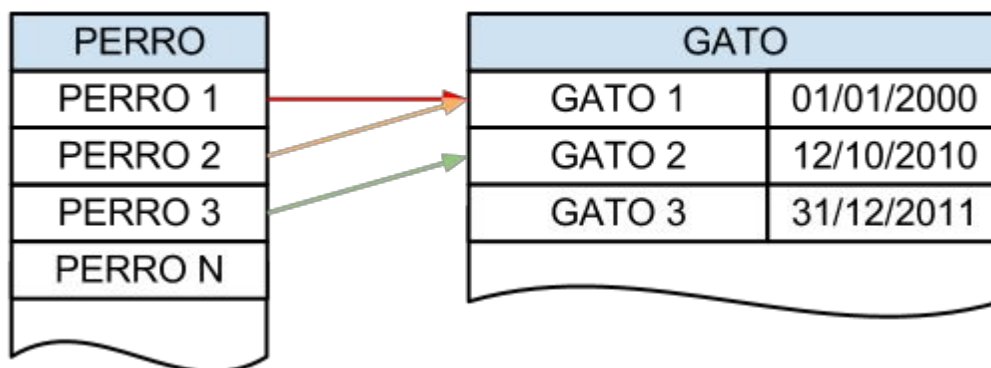 PERRO
PERRO 1
PERRO 2
PERRO 3
PERRO N
GATO
GATO 1 01/01/2000
GATO 2 12/10/2010
GATO 3 31/12/2011